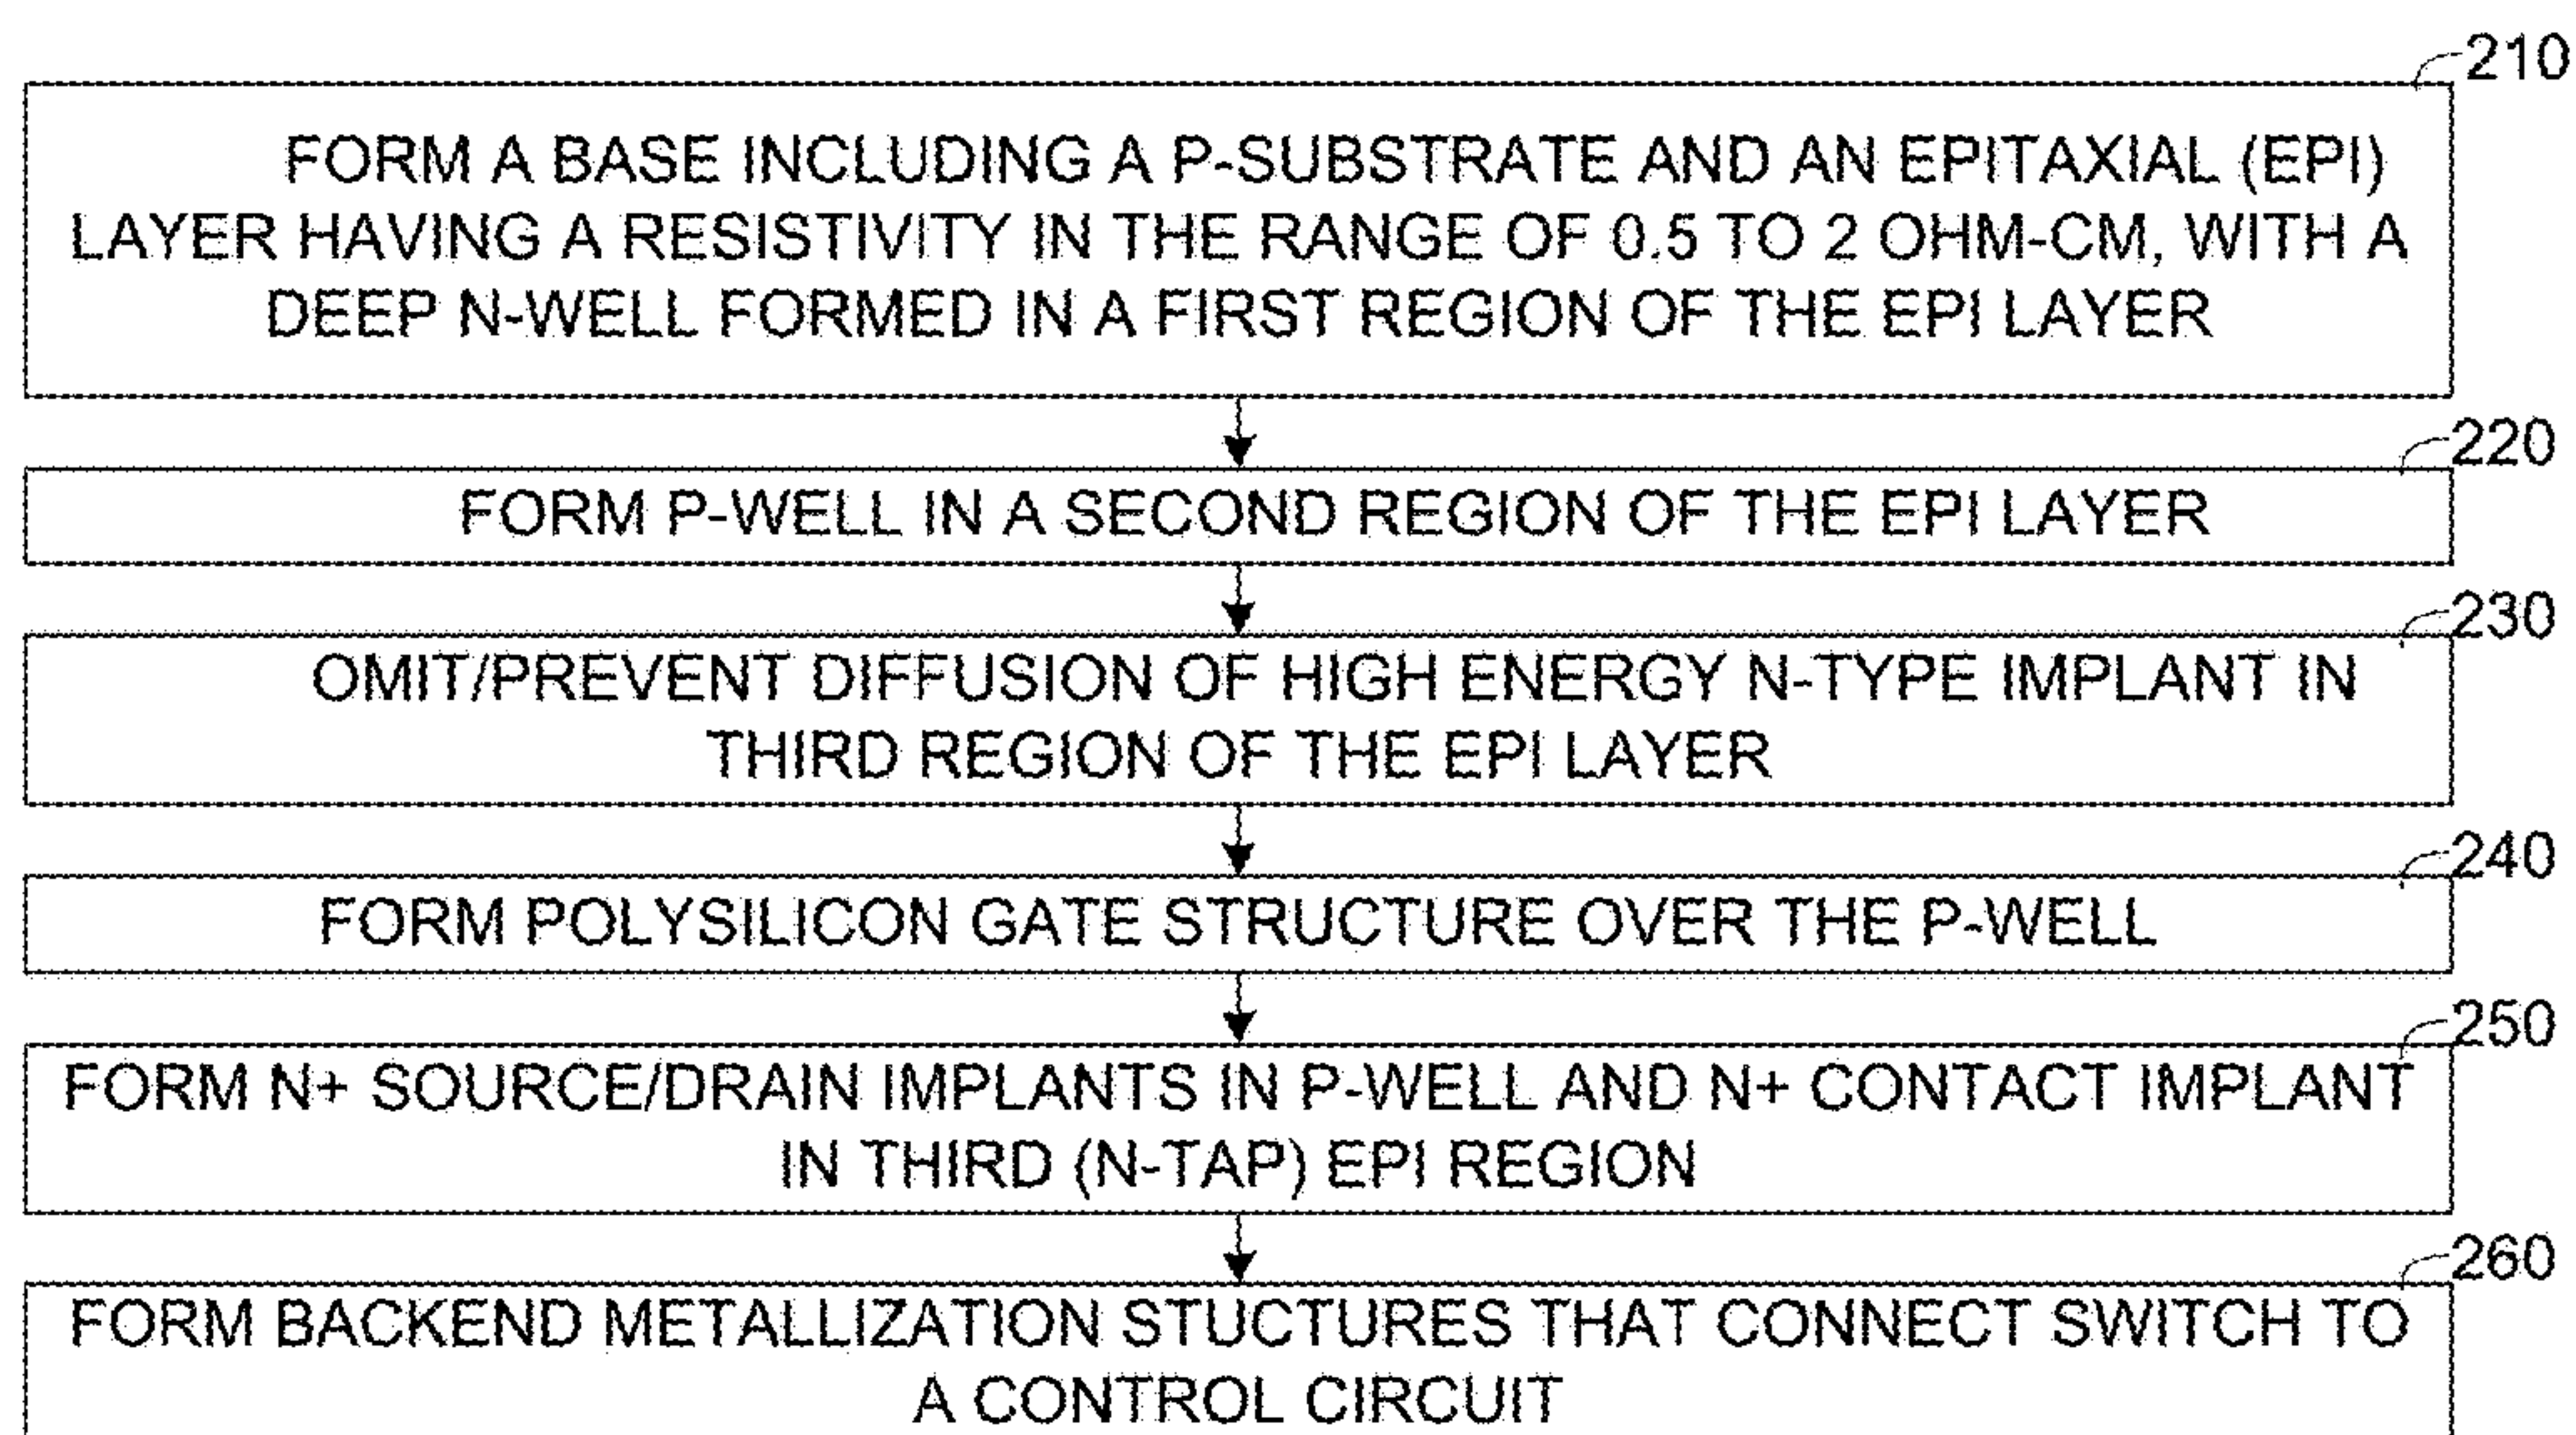 210
FORM A BASE INCLUDING A P-SUBSTRATE AND AN EPITAXIAL (EPI)
LAYER HAVING A RESISTIVITY IN THE RANGE OF 0.5 TO 2 OHM-CM, WITH A
DEEP N-WELL FORMED IN A FIRST REGION OF THE EPI LAYER
220
FORM P-WELL IN A SECOND REGION OF THE EPI LAYER
230
OMIT/PREVENT DIFFUSION OF HIGH ENERGY N-TYPE IMPLANT IN
THIRD REGION OF THE EPI LAYER
240
FORM POLYSILICON GATE STRUCTURE OVER THE P-WELL
250
FORM N+ SOURCE/DRAIN IMPLANTS IN P-WELL AND N+ CONTACT IMPLANT
IN THIRD (N-TAP) EPI REGION
260
FORM BACKEND METALLIZATION STUCTURES THAT CONNECT SWITCH TO
A CONTROL CIRCUIT